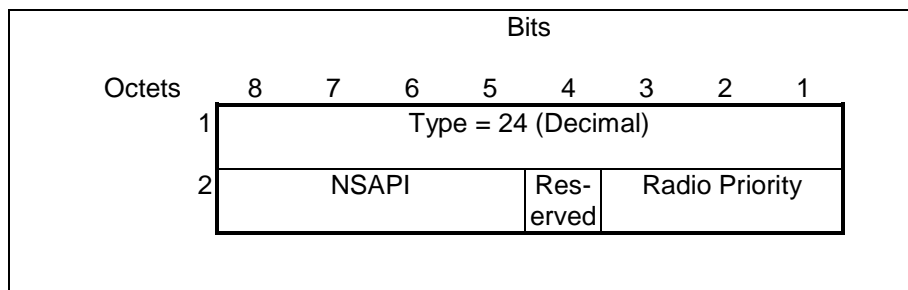 Bits
Octets 8 7 6 5 4 3 2 1
1 Type = 24 (Decimal)
2 NSAPI Res- Radio Priority
erved